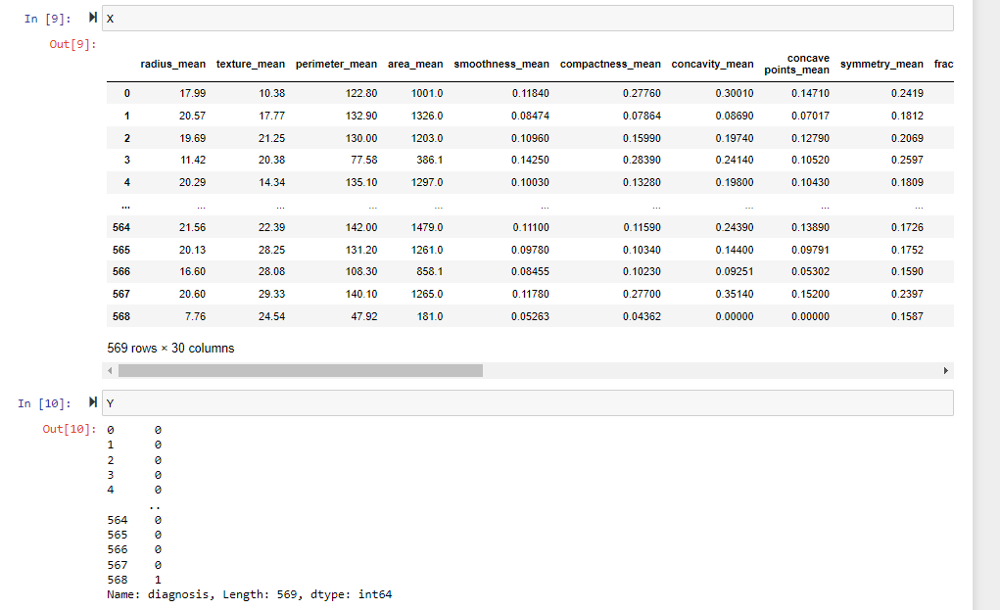 In [9]: X
Out[9]:
radius_mean texture_mean perimeter_mean area_mean smoothness_mean compactness_mean concavity_mean concave points_mean symmetry_mean frac
0 17.99 10.38 122.80 1001.0 0.11840 0.27760 0.30010 0.14710 0.2419
1 20.57 17.77 132.90 1326.0 0.08474 0.07864 0.08690 0.07017 0.1812
2 19.69 21.25 130.00 1203.0 0.10960 0.15990 0.19740 0.12790 0.2069
3 11.42 20.38 77.58 386.1 0.14250 0.28390 0.24140 0.10520 0.2597
4 20.29 14.34 135.10 1297.0 0.10030 0.13280 0.19800 0.10430 0.1809
... ... ... ... ... ... ... ... ... ...
564 21.56 22.39 142.00 1479.0 0.11100 0.11590 0.24390 0.13890 0.1726
565 20.13 28.25 131.20 1261.0 0.09780 0.10340 0.14400 0.09791 0.1752
566 16.60 28.08 108.30 858.1 0.08455 0.10230 0.09251 0.05302 0.1590
567 20.60 29.33 140.10 1265.0 0.11780 0.27700 0.35140 0.15200 0.2397
568 7.76 24.54 47.92 181.0 0.05263 0.04362 0.00000 0.00000 0.1587
569 rows × 30 columns
In [10]: Y
Out[10]: 0 0
1 0
2 0
3 0
4 0
..
564 0
565 0
566 0
567 0
568 1
Name: diagnosis, Length: 569, dtype: int64